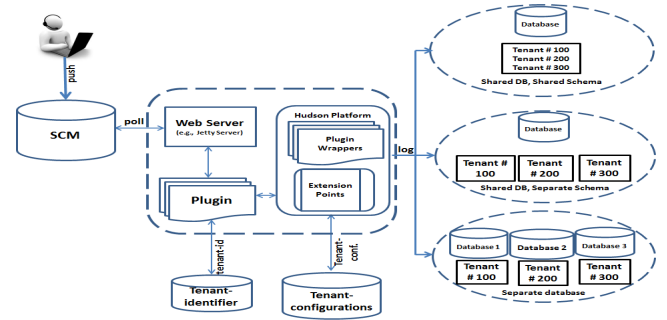 push
SCM
poll
Web Server
(e.g., Jetty Server)
Plugin
Hudson Platform
Plugin
Wrappers
Extension
Points
tenant-id
Tenant-
conf.
Tenant-
identifier
Tenant-
configurations
log
Database
Tenant # 100
Tenant # 200
Tenant # 300
Shared DB, Shared Schema
Database
Tenant #
100
Tenant
# 200
Tenant
# 300
Shared DB, Separate Schema
Database 1
Database 2
Database 3
Tenant
# 100
Tenant
# 200
Tenant
# 300
Separate database